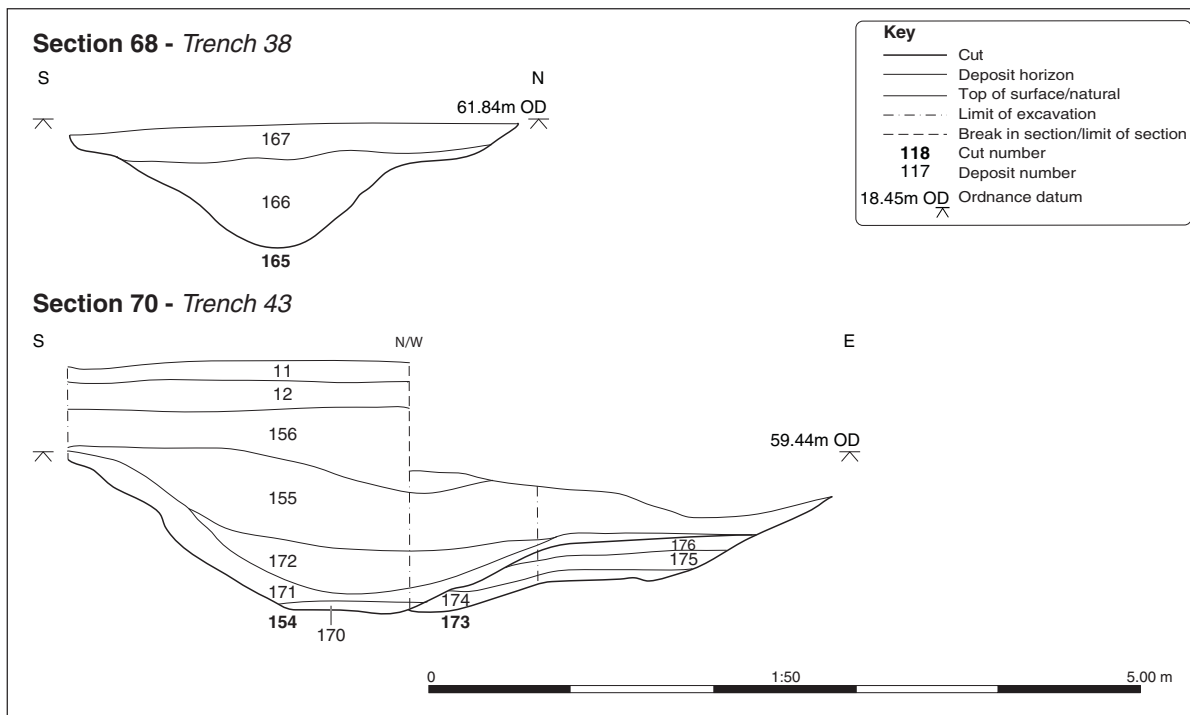 Section 68 - Trench 38
S
N
61.84m OD
167
166
165
Key
Cut
Deposit horizon
Top of surface/natural
Limit of excavation
Break in section/limit of section
118 Cut number
117 Deposit number
18.45m OD Ordnance datum
Section 70 - Trench 43
S
N/W
E
11
12
156
59.44m OD
155
172
176
175
171
174
154
173
170
0
1:50
5.00 m